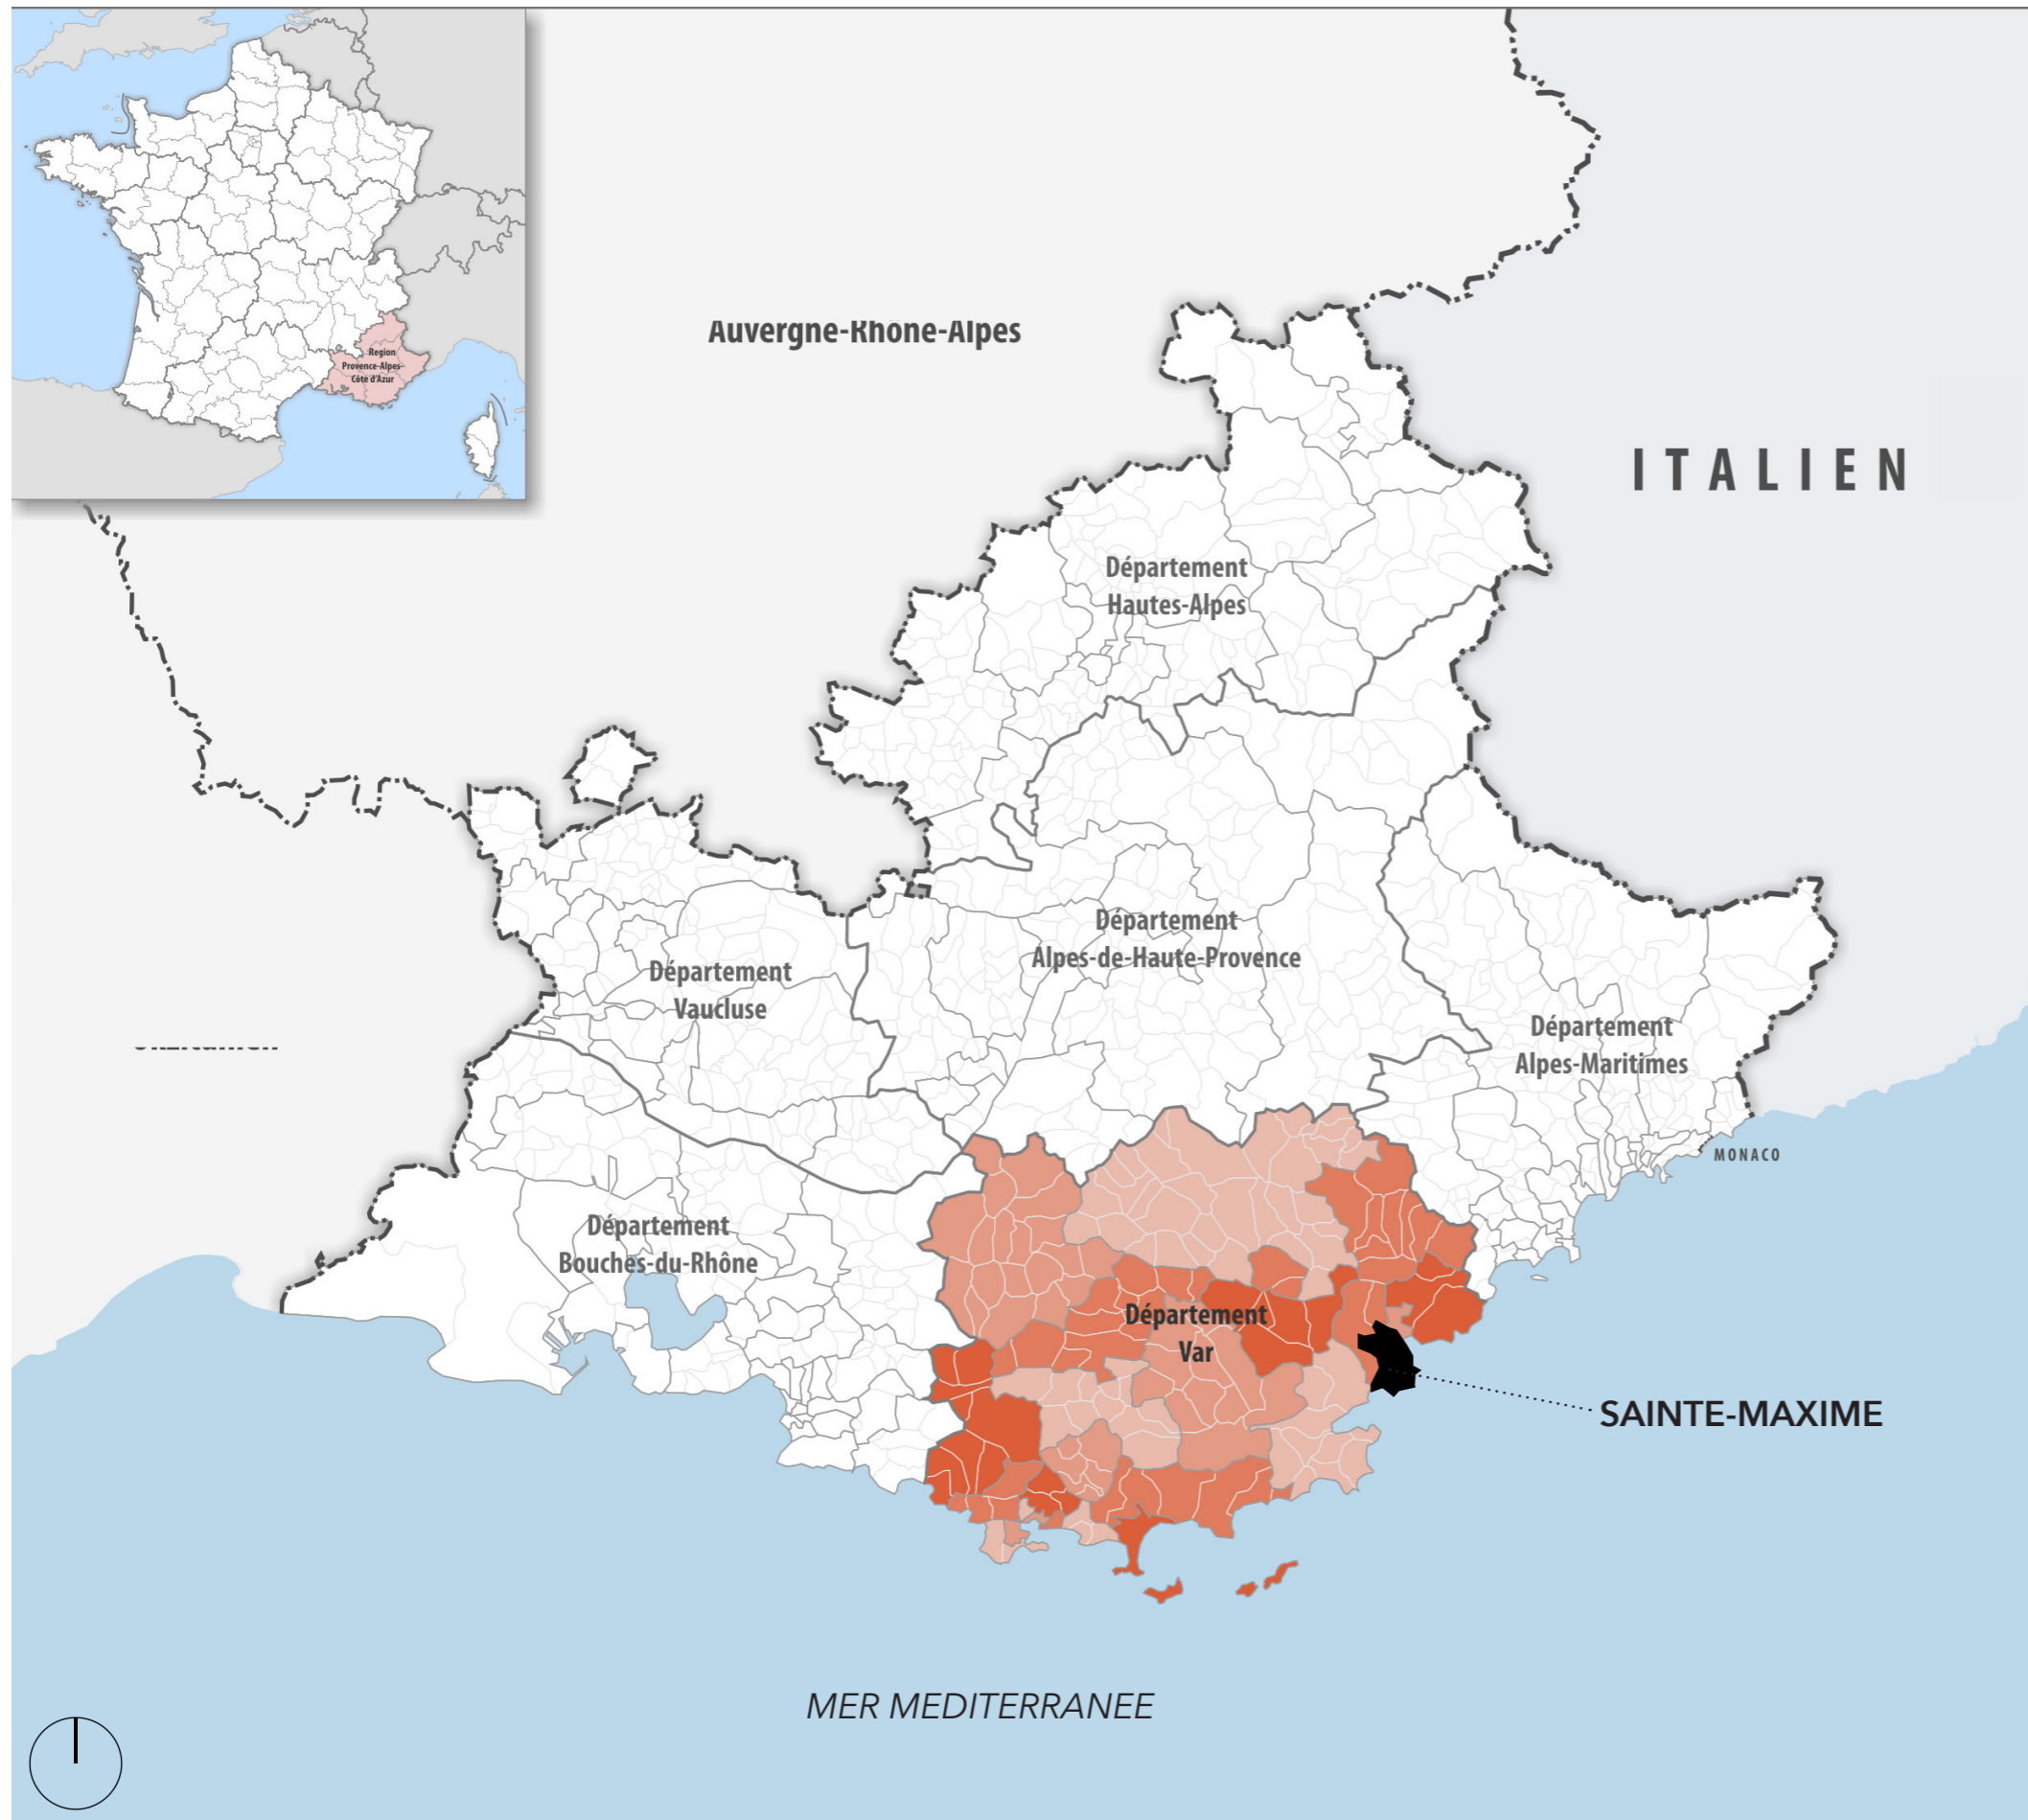 Region
Provence-Alpes-
Côte d'Azur
Auvergne-Rhône-Alpes
ITALIEN
Département
Hautes-Alpes
Département
Alpes-de-Haute-Provence
Département
Vaucluse
Département
Alpes-Maritimes
MONACO
Département
Bouches-du-Rhône
Département
Var
SAINTE-MAXIME
MER MEDITERRANEE